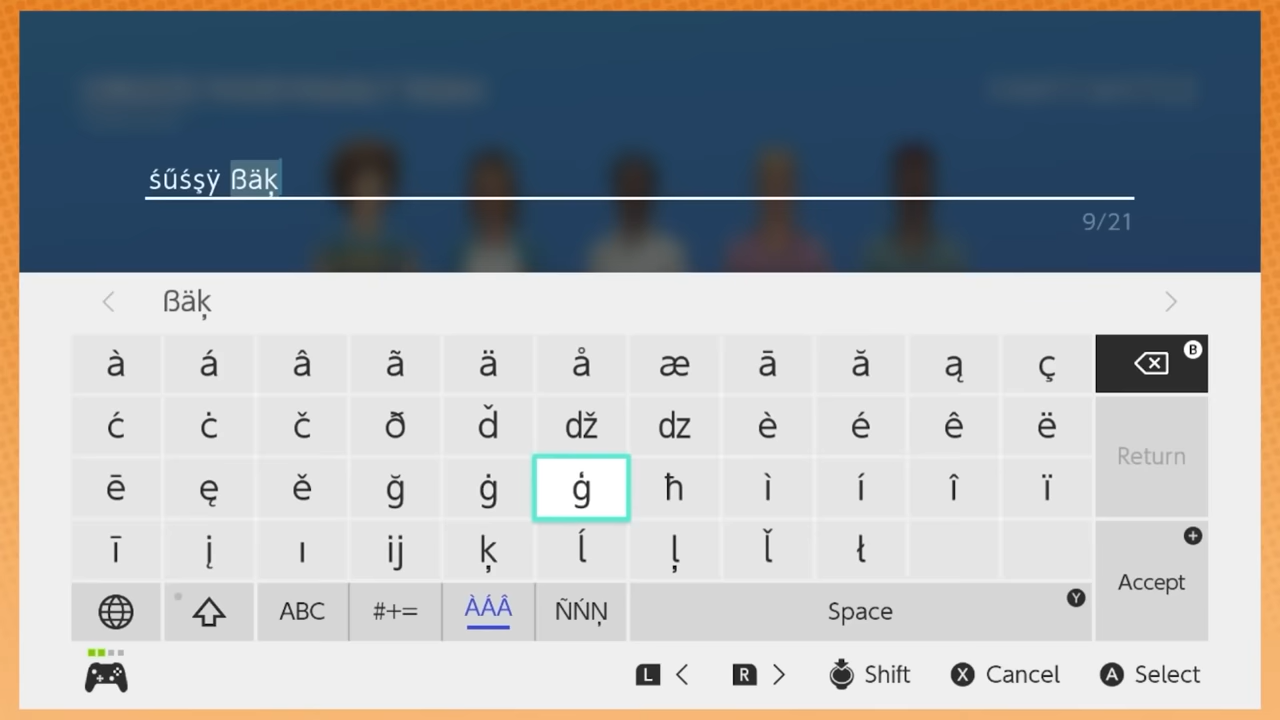 śűśşÿ ßäķ
9/21
< ßäķ >
à á â ã ä å æ ā ă ą ç B
ć ċ č ð ď dž dz è é ê ë
ē ę ě ğ ġ ģ ħ ì í î ï Return
ī į ı ij ķ ĺ ļ ľ ł +
ABC #+= ÀÁÂ ÑŃŅ Space Y Accept
L < R > Shift X Cancel A Select